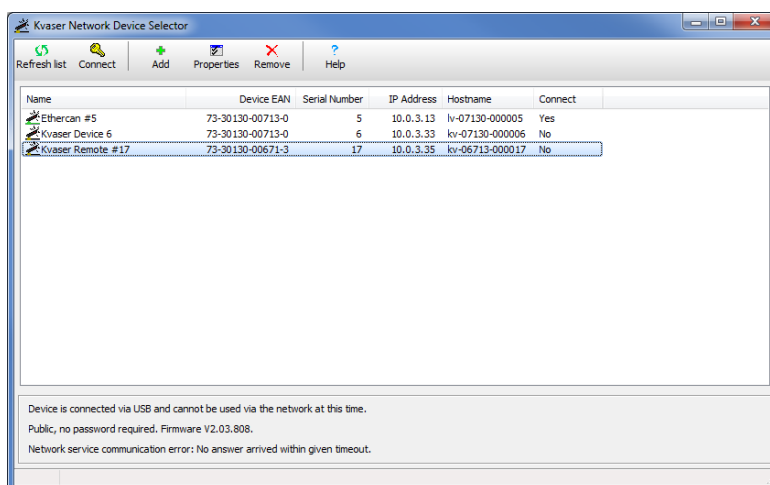 Kvaser Network Device Selector
Refresh list Connect Add Properties Remove Help
Name Device EAN Serial Number IP Address Hostname Connect
Ethercan #5 73-30130-00713-0 5 10.0.3.13 lv-07130-000005 Yes
Kvaser Device 6 73-30130-00713-0 6 10.0.3.33 kv-07130-000006 No
Kvaser Remote #17 73-30130-00671-3 17 10.0.3.35 kv-06713-000017 No
Device is connected via USB and cannot be used via the network at this time.
Public, no password required. Firmware V2.03.808.
Network service communication error: No answer arrived within given timeout.